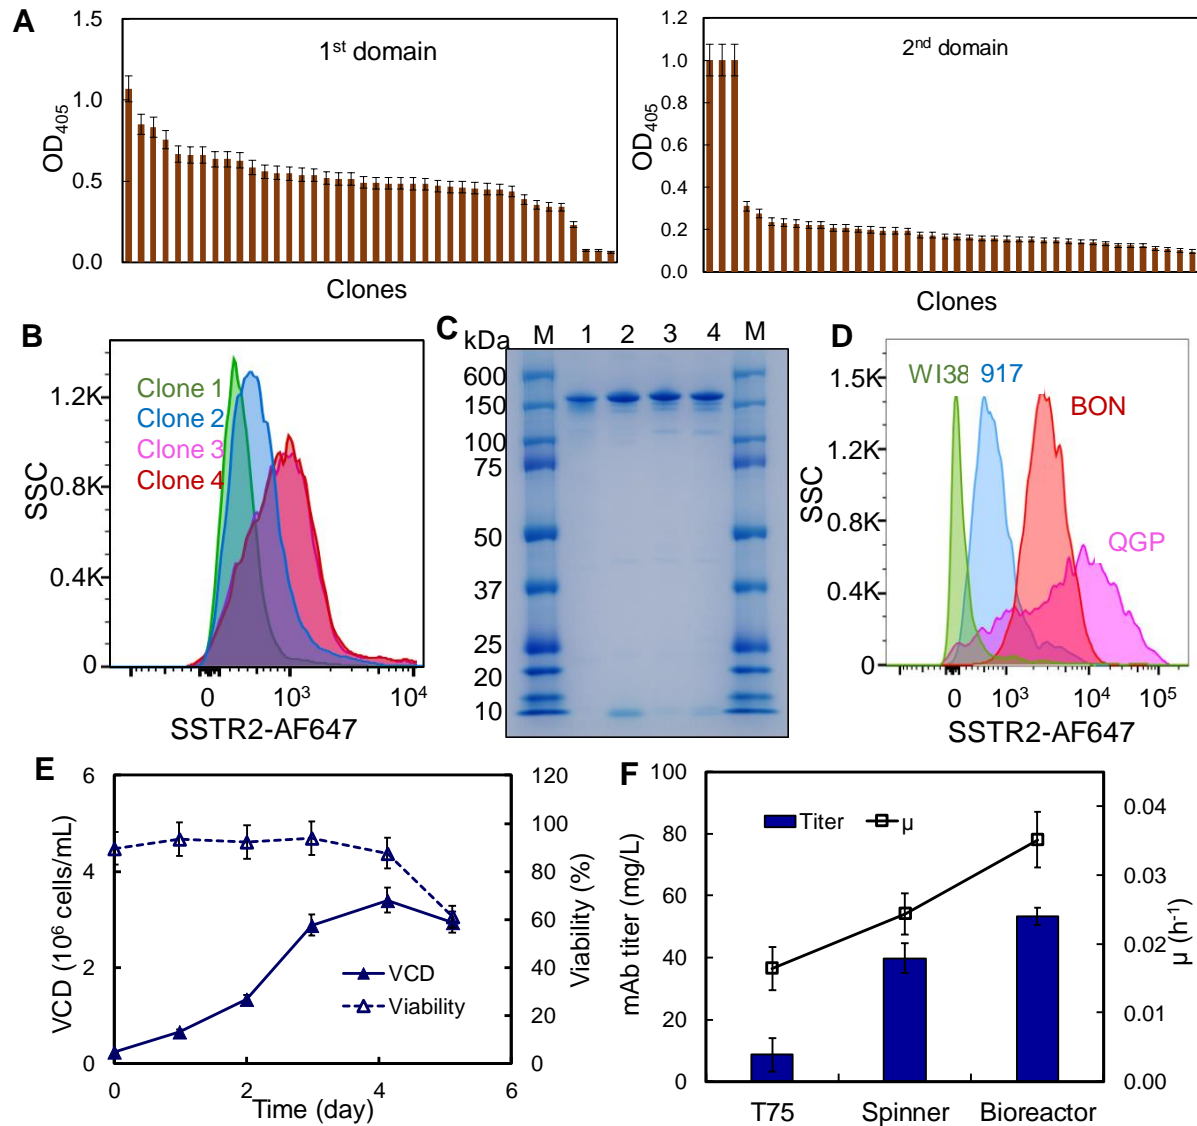 A
1.5
1.0
0.5
0.0
OD405
1st domain
Clones
1.2
1.0
0.8
0.6
0.4
0.2
0.0
OD405
2nd domain
Clones
B
1.2K
0.8K
0.4K
0
SSC
Clone 1
Clone 2
Clone 3
Clone 4
0
10³
10⁴
SSTR2-AF647
C
kDa M 1 2 3 4 M
600
150
100
75
50
37
25
20
10
D
1.5K
1.2K
0.8K
0.4K
0
SSC
WI38 917
BON
QGP
0
10³
10⁴
10⁵
SSTR2-AF647
E
6
4
2
0
VCD (10⁶ cells/mL)
120
100
80
60
40
20
0
Viability (%)
VCD
Viability
0
2
4
6
Time (day)
F
100
80
60
40
20
0
mAb titer (mg/L)
Titer
μ
0.04
0.03
0.02
0.01
0.00
μ (h⁻¹)
T75
Spinner
Bioreactor